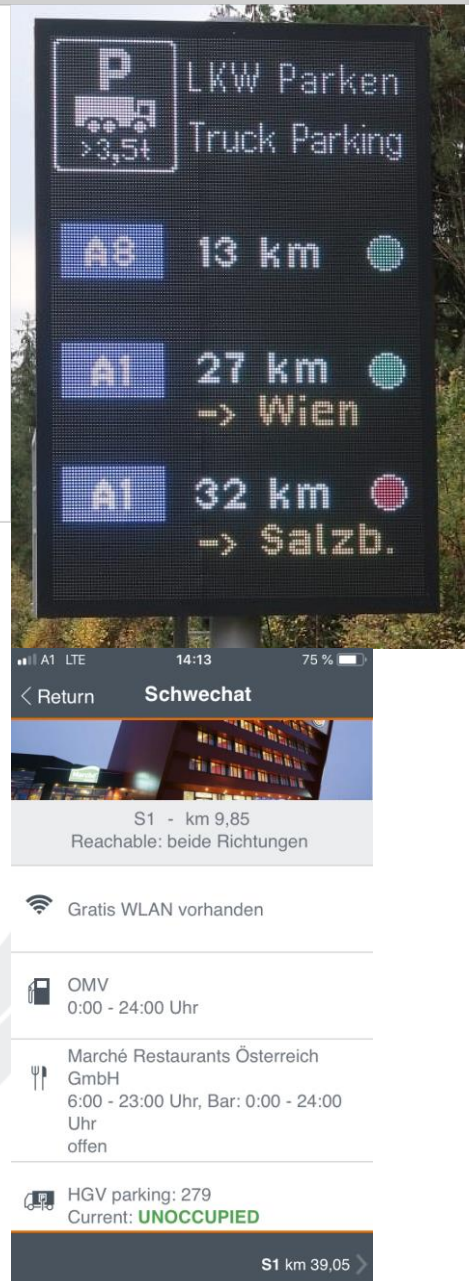 P
>3,5t
LKW Parken
Truck Parking
A8 13 km
A1 27 km
-> Wien
A1 32 km
-> Salzb.
A1 LTE 14:13 75 %
< Return Schwechat
S1 - km 9,85
Reachable: beide Richtungen
Gratis WLAN vorhanden
OMV
0:00 - 24:00 Uhr
Marché Restaurants Österreich
GmbH
6:00 - 23:00 Uhr, Bar: 0:00 - 24:00
Uhr
offen
P
HGV parking: 279
Current: UNOCCUPIED
S1 km 39,05 >